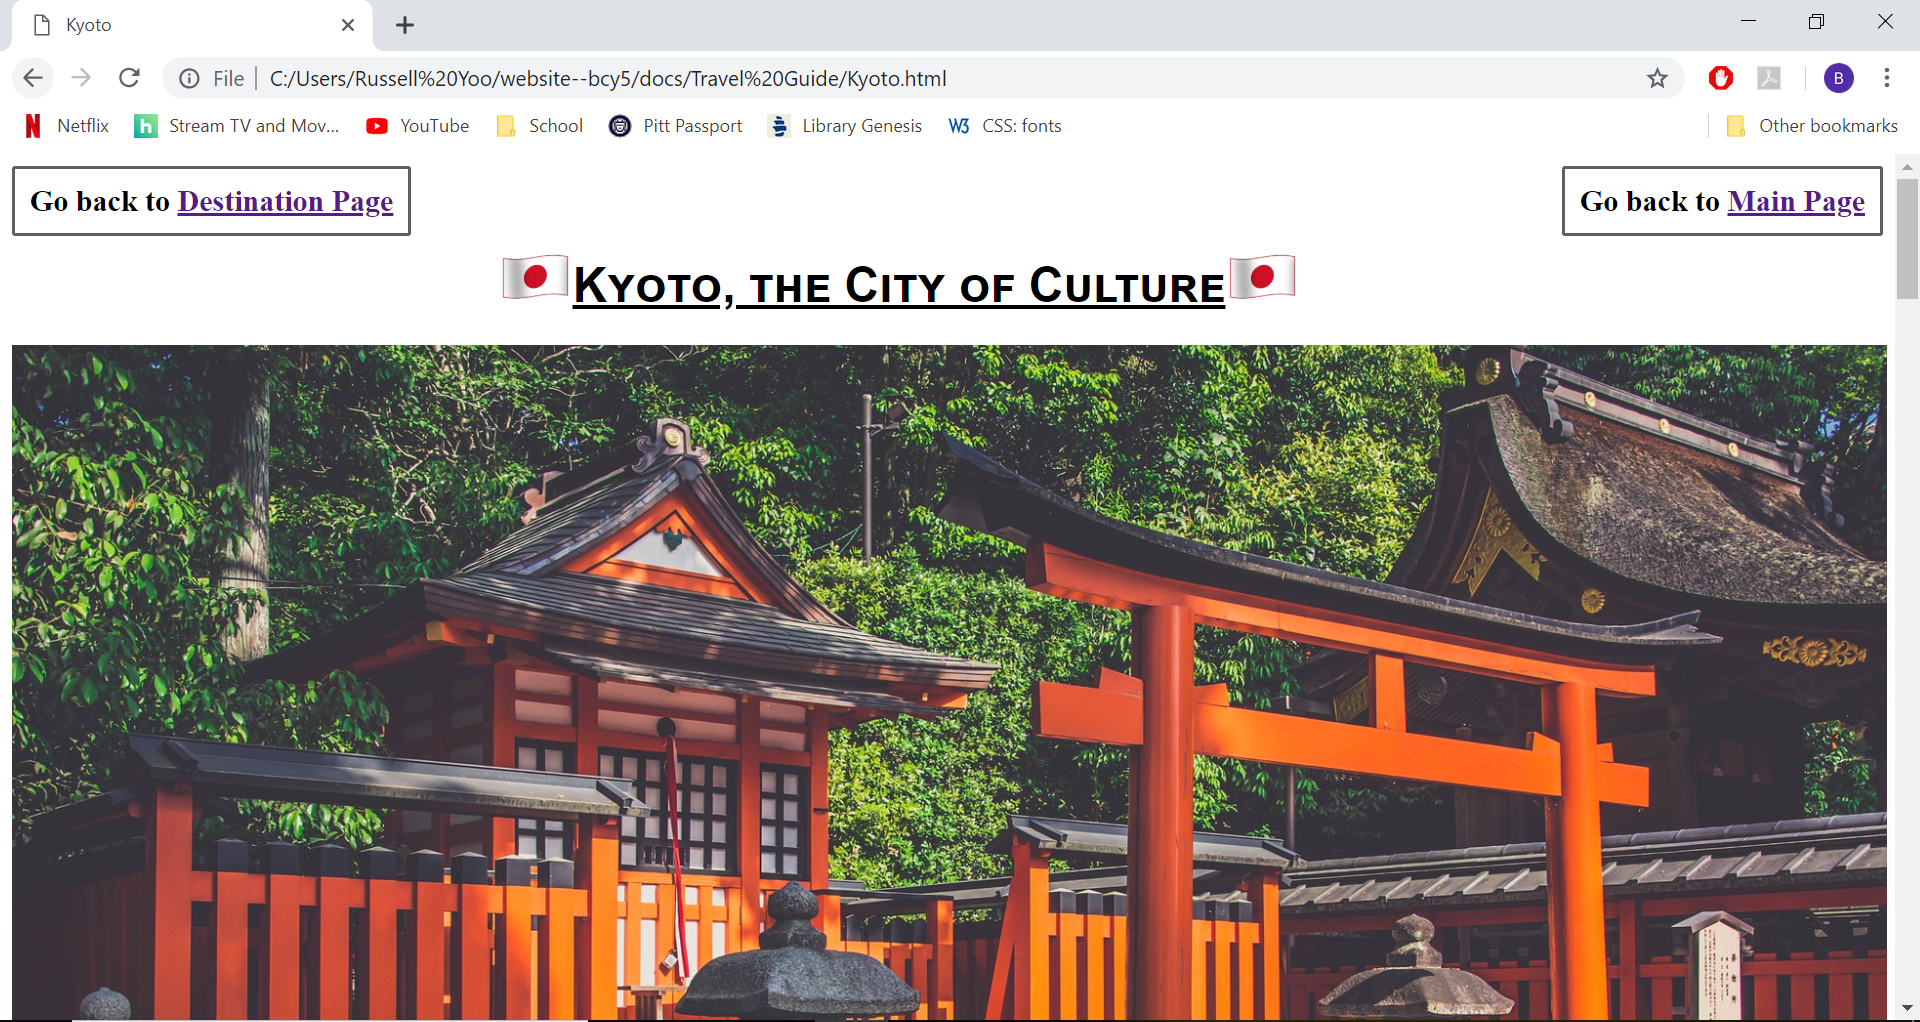 Kyoto
File
C:/Users/Russell%20Yoo/website--bcy5/docs/Travel%20Guide/Kyoto.html
B
Netflix
h Stream TV and Mov...
YouTube
School
Pitt Passport
Library Genesis
W3 CSS: fonts
Other bookmarks
Go back to Destination Page
Go back to Main Page
Kyoto, the City of Culture